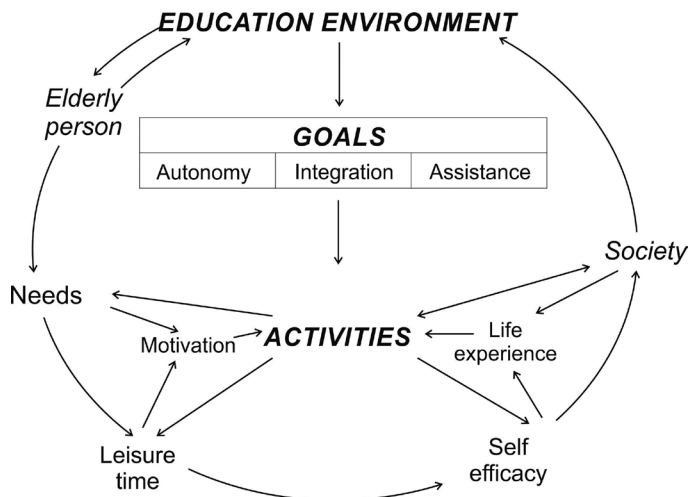 EDUCATION ENVIRONMENT
Elderly
person
GOALS
Autonomy
Integration
Assistance
Society
Needs
Motivation
ACTIVITIES
Life
experience
Leisure
time
Self
efficacy